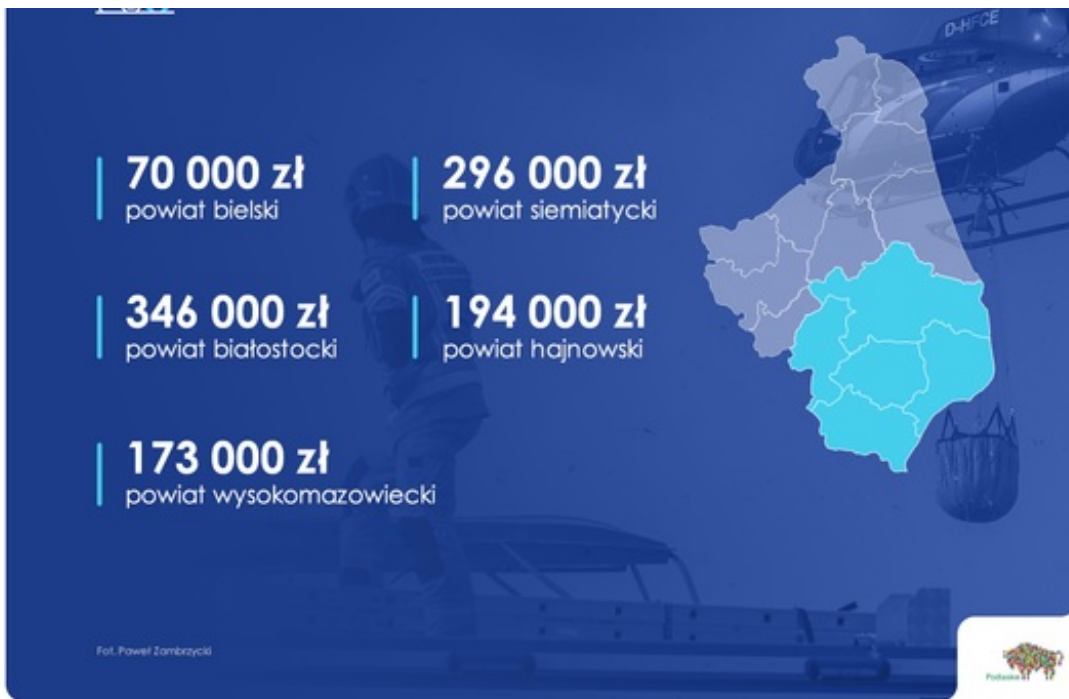 70 000 zł
powiat bielski
296 000 zł
powiat siemiatycki
346 000 zł
powiat białostocki
194 000 zł
powiat hajnowski
173 000 zł
powiat wysokomazowiecki
D-HFCE
Fot. Paweł Zambrzycki
Podlaskie